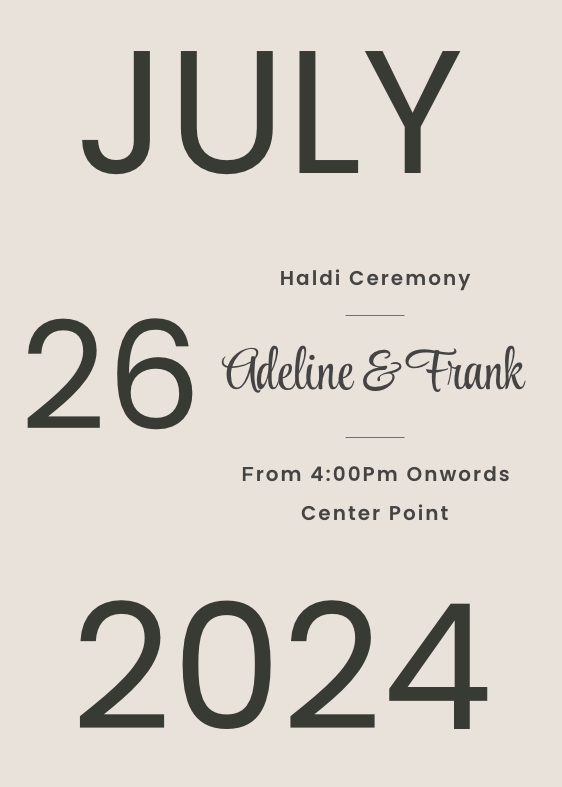 JULY
Haldi Ceremony
26
Adeline & Frank
From 4:00Pm Onwords
Center Point
2024